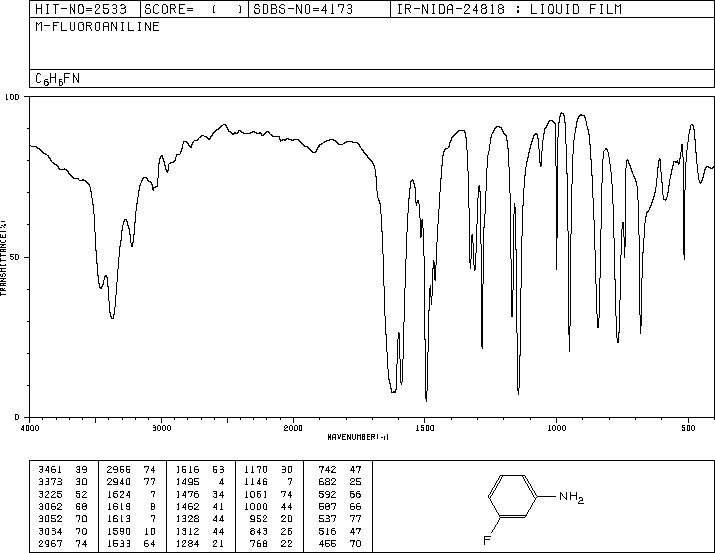 HIT-NO=2533 SCORE= ( ) SDBS-NO=4173 IR-NIDA-24818 : LIQUID FILM
M-FLUOROANILINE
C6H6FN
100
50
0
TRANSMITTANCE(%)
4000 3000 2000 1500 1000 500
WAVENUMBER(-1)
3461 39 2966 74 1516 63 1170 30 742 47
3373 30 2940 77 1495 4 1146 7 682 25
3225 52 1624 7 1476 34 1061 74 592 66
3062 68 1619 8 1462 41 1000 44 587 66
3052 70 1613 7 1328 44 952 20 537 77
3034 70 1590 10 1312 44 843 26 516 47
2967 74 1533 64 1284 21 768 22 455 70
NH2
F